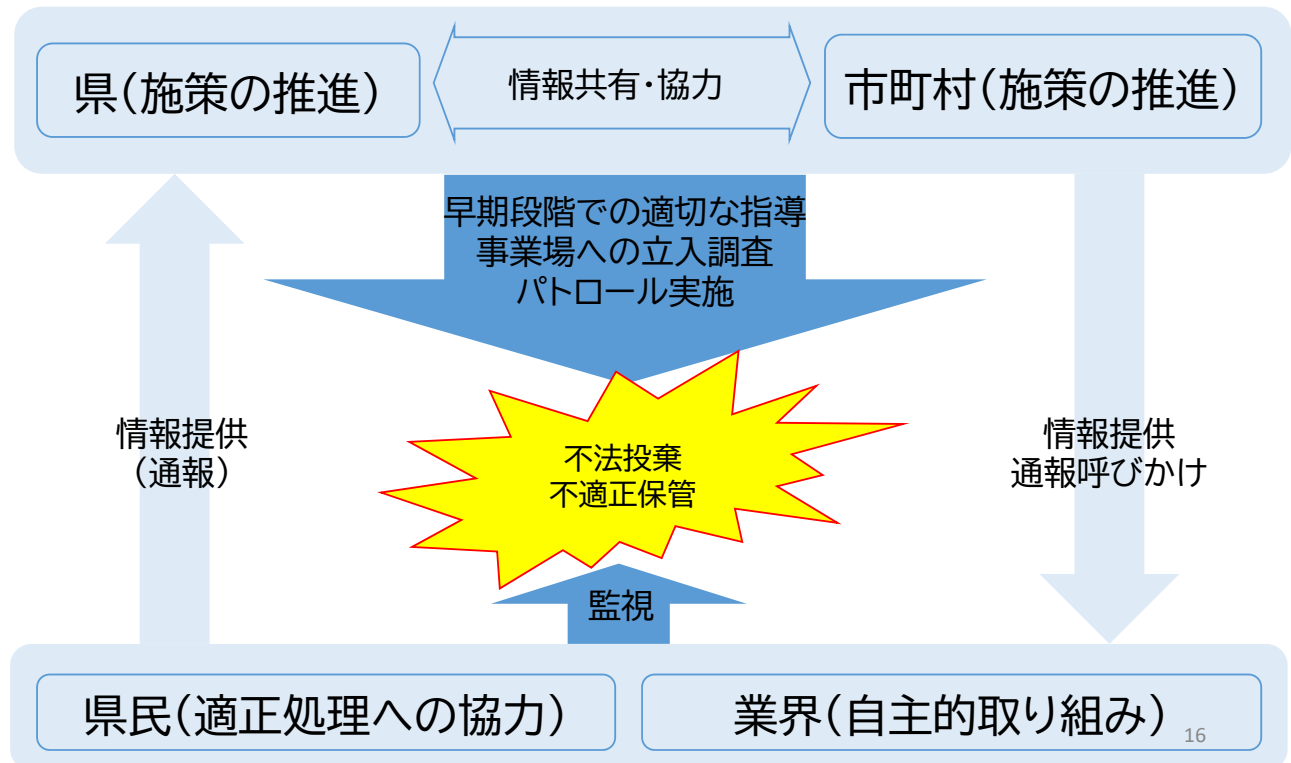 県(施策の推進)
情報共有・協力
市町村(施策の推進)
早期段階での適切な指導
事業場への立入調査
パトロール実施
情報提供
(通報)
不法投棄
不適正保管
情報提供
通報呼びかけ
監視
県民(適正処理への協力)
業界(自主的取り組み)
16